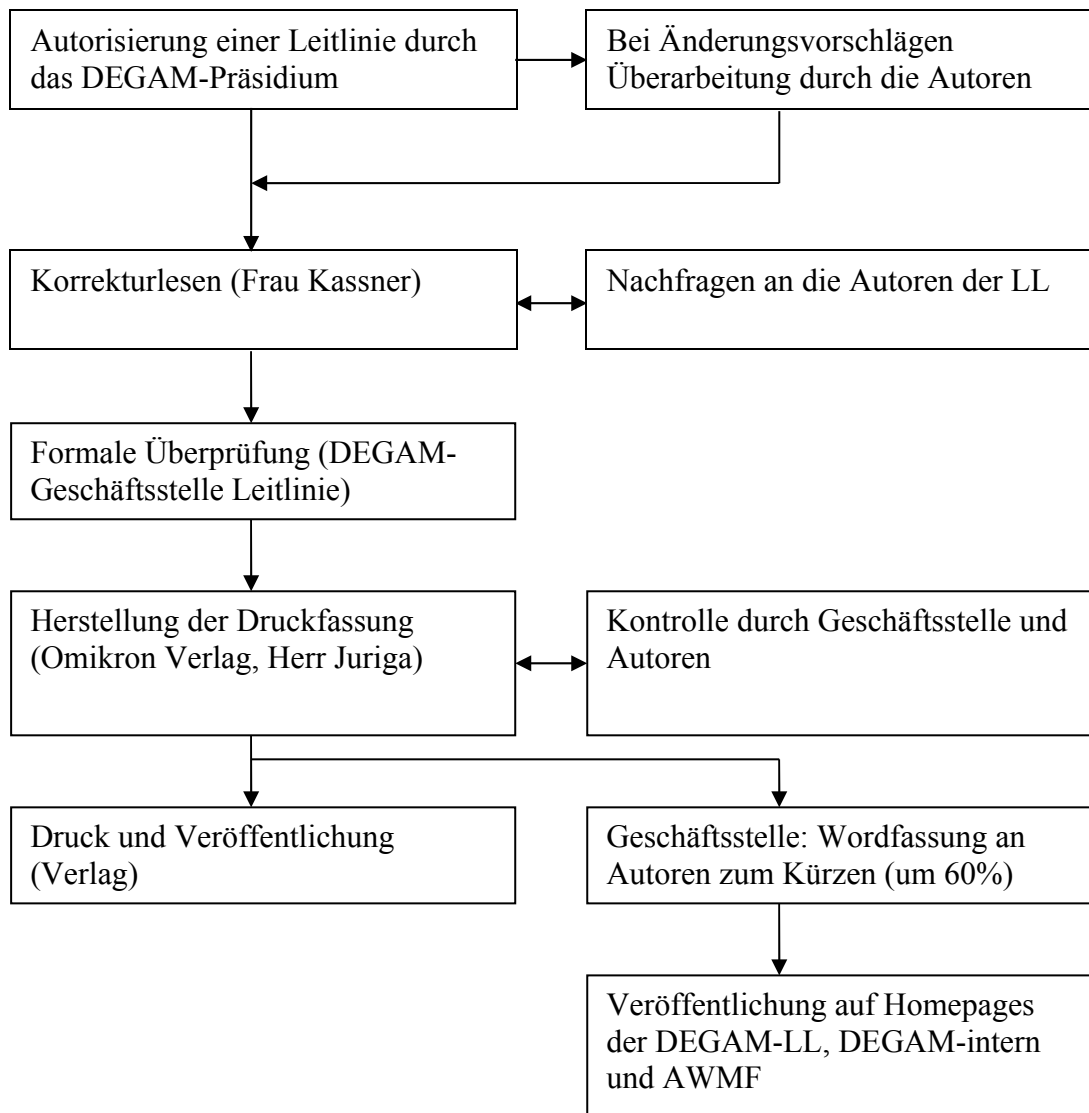 Autorisierung einer Leitlinie durch
das DEGAM-Präsidium
Bei Änderungsvorschlägen
Überarbeitung durch die Autoren
Korrekturlesen (Frau Kassner)
Nachfragen an die Autoren der LL
Formale Überprüfung (DEGAM-
Geschäftsstelle Leitlinie)
Herstellung der Druckfassung
(Omikron Verlag, Herr Juriga)
Kontrolle durch Geschäftsstelle und
Autoren
Druck und Veröffentlichung
(Verlag)
Geschäftsstelle: Wordfassung an
Autoren zum Kürzen (um 60%)
Veröffentlichung auf Homepages
der DEGAM-LL, DEGAM-intern
und AWMF